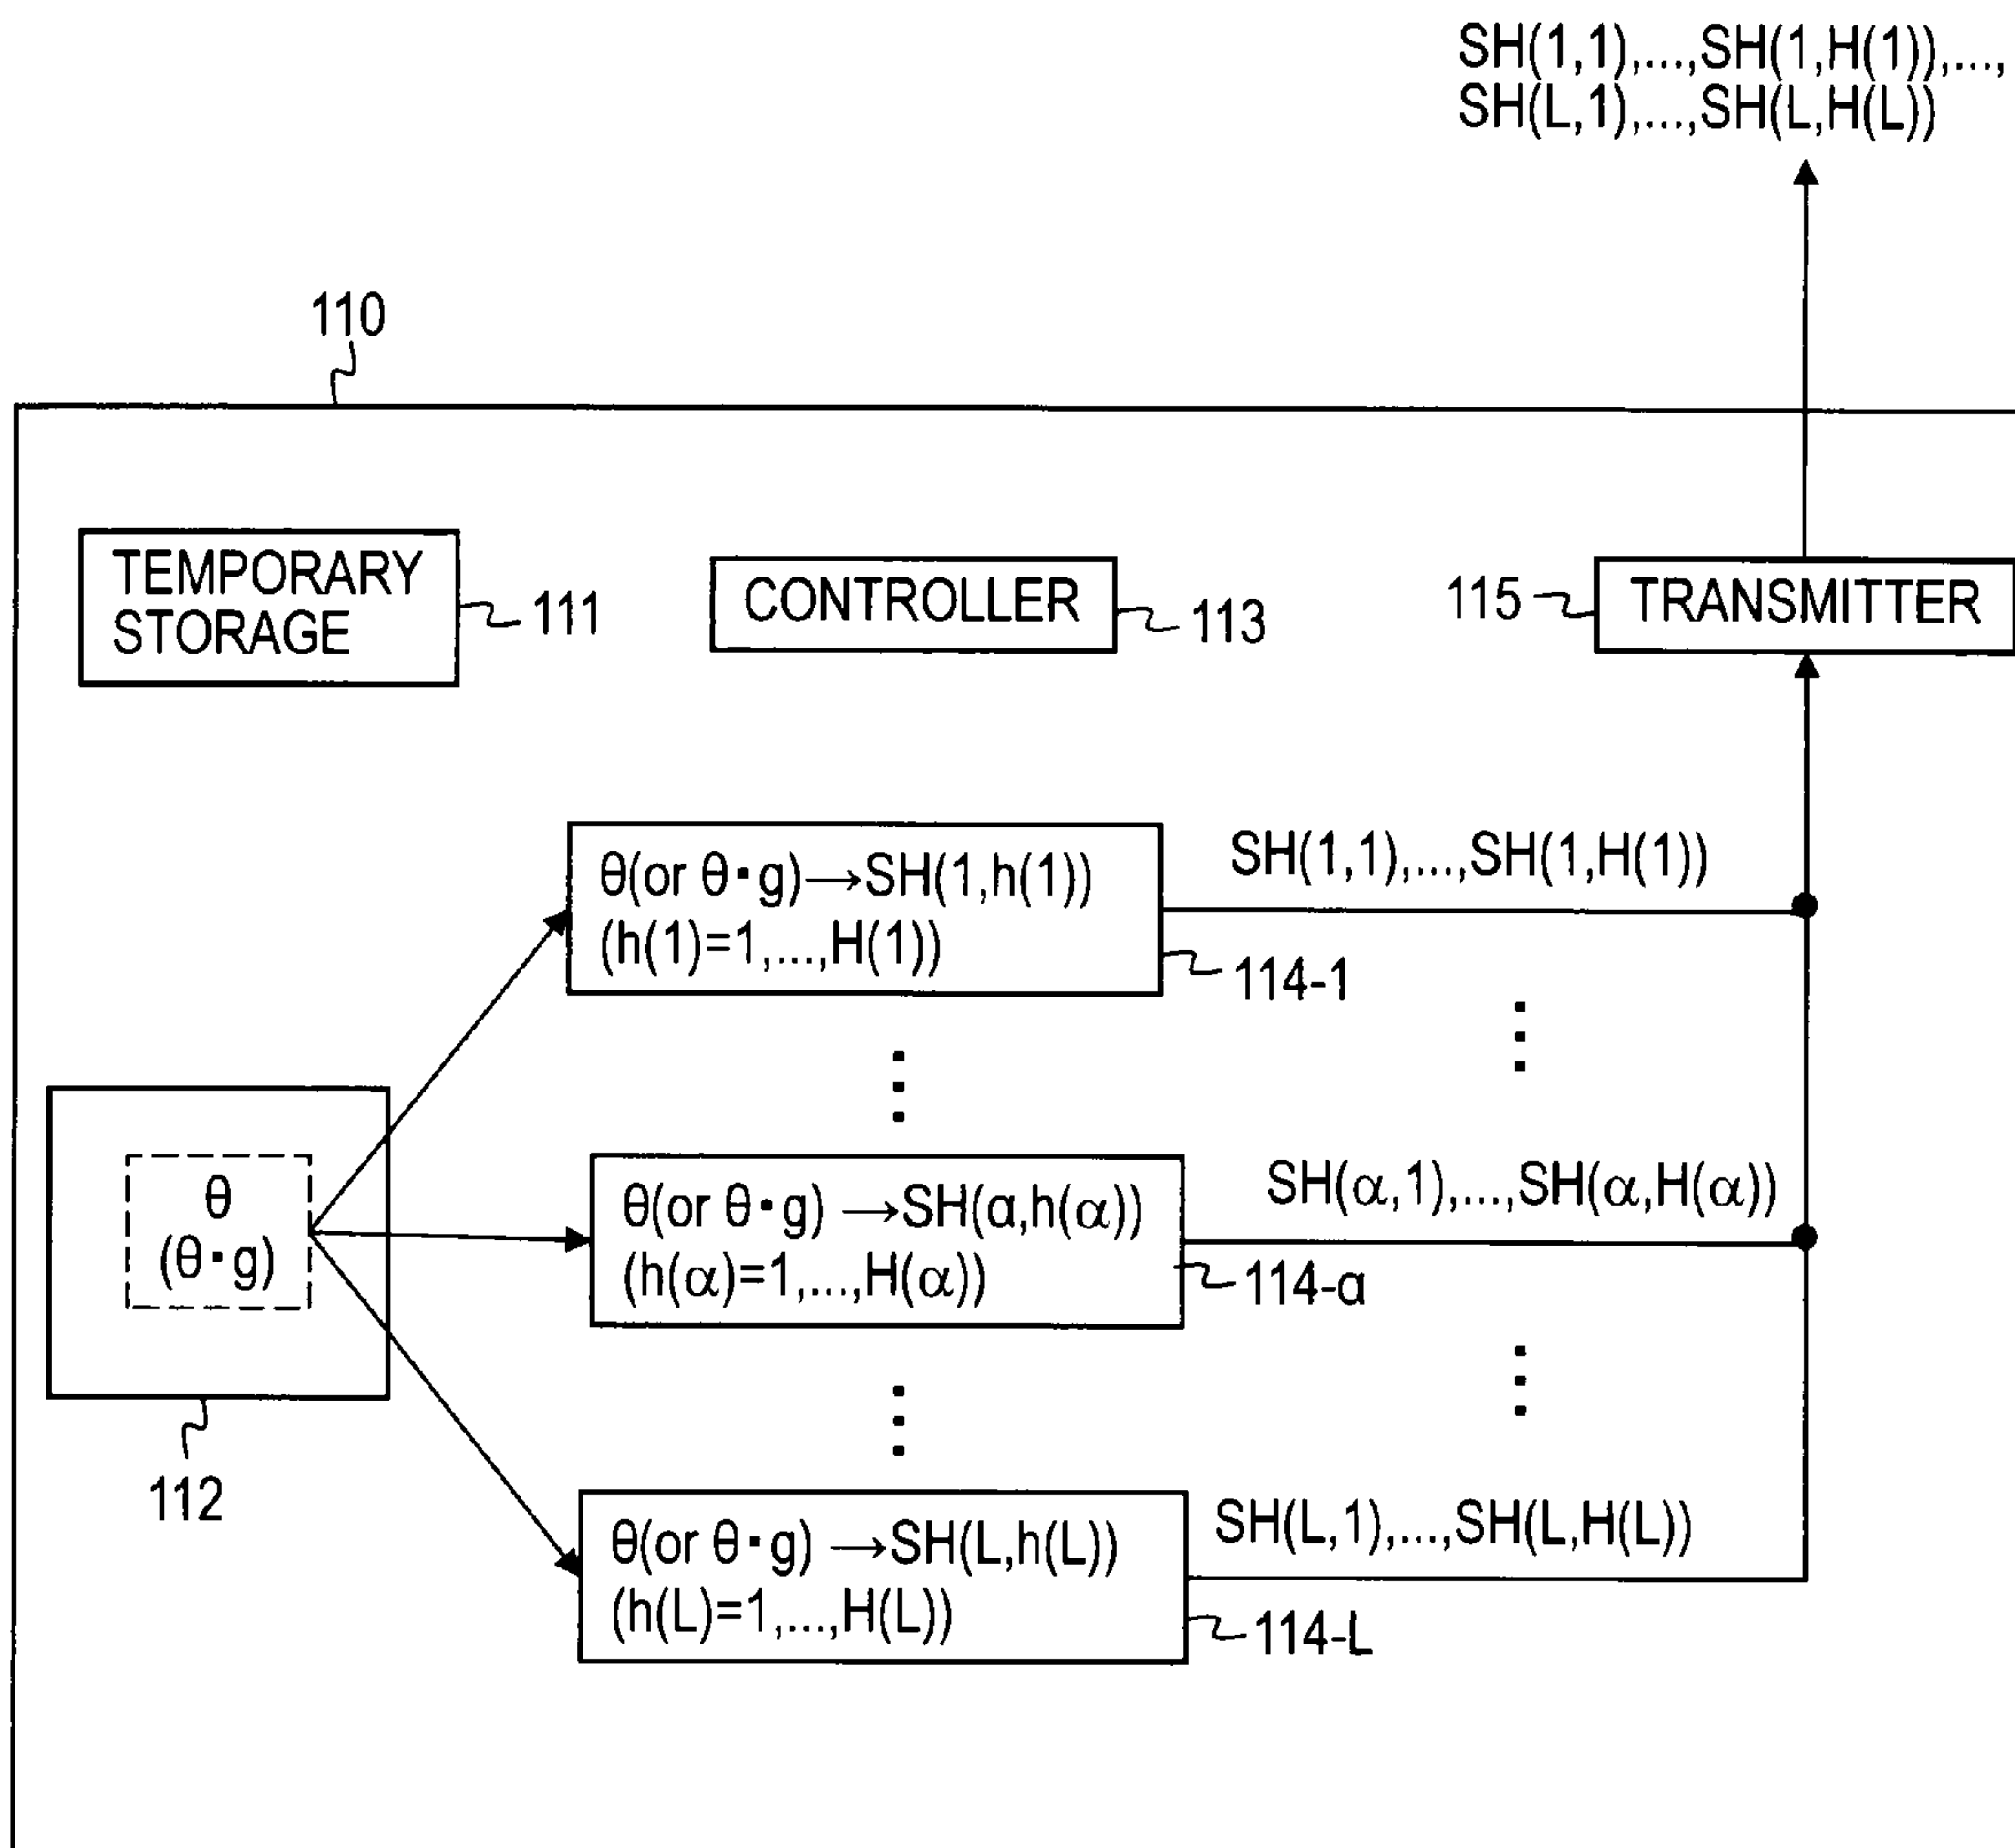 SH(1,1),...,SH(1,H(1)),...,
SH(L,1),...,SH(L,H(L))
110
TEMPORARY
STORAGE
111
CONTROLLER
113
115
TRANSMITTER
θ(or θ·g)→SH(1,h(1))
(h(1)=1,...,H(1))
SH(1,1),...,SH(1,H(1))
114-1
θ
(θ·g)
112
θ(or θ·g)→SH(α,h(α))
(h(α)=1,...,H(α))
SH(α,1),...,SH(α,H(α))
114-α
θ(or θ·g)→SH(L,h(L))
(h(L)=1,...,H(L))
SH(L,1),...,SH(L,H(L))
114-L